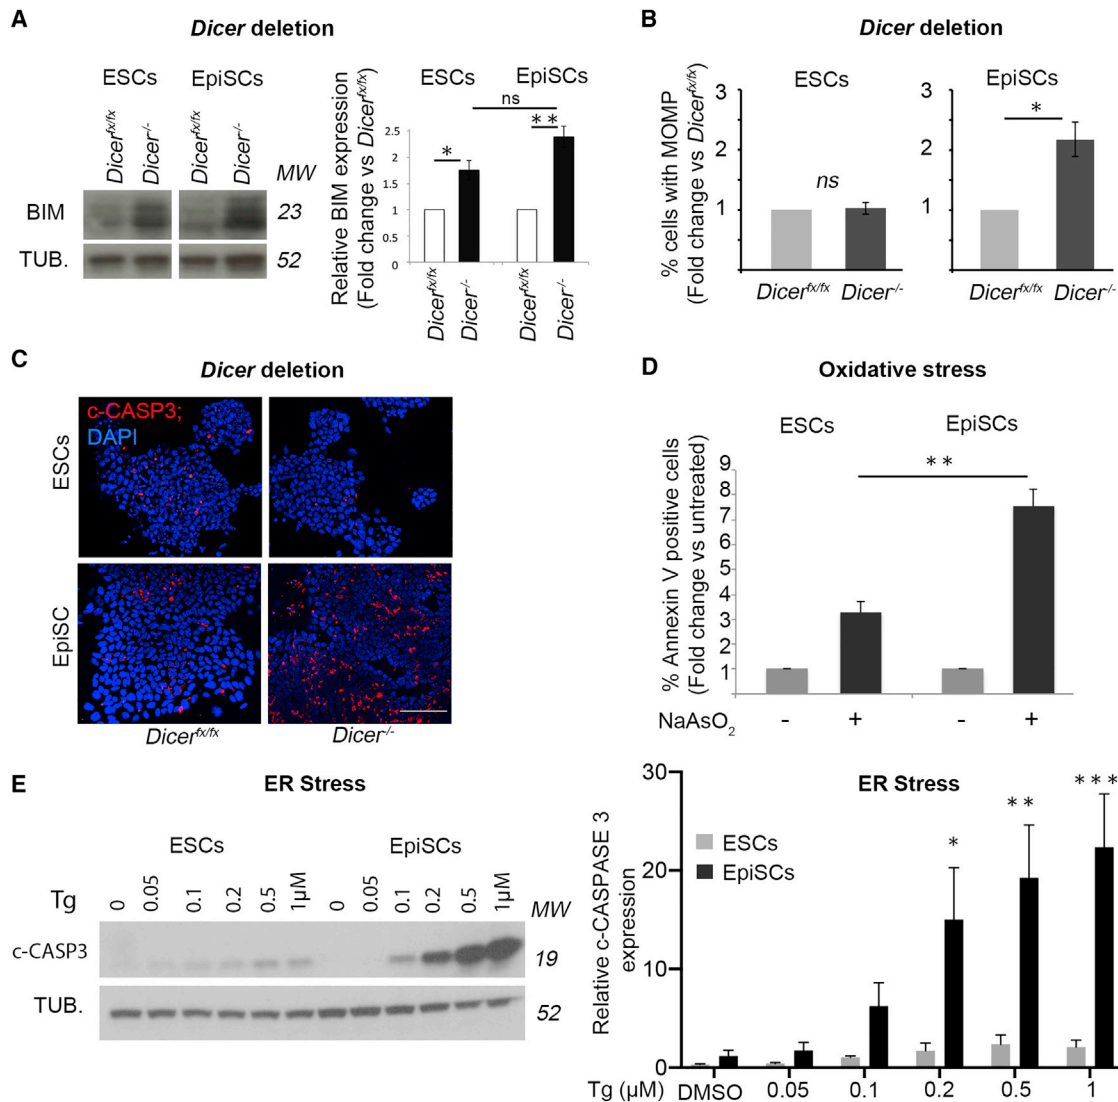 A
Dicer deletion
ESCs
EpiSCs
Dicerfx/fx
Dicer-/-
Dicerfx/fx
Dicer-/-
MW
BIM
23
TUB.
52
Relative BIM expression
(Fold change vs Dicerfx/fx)
ESCs
EpiSCs
ns
*
**
2.5
2
1.5
1
0.5
0
Dicerfx/fx
Dicer-/-
Dicerfx/fx
Dicer-/-
B
Dicer deletion
ESCs
EpiSCs
% cells with MOMP
(Fold change vs Dicerfx/fx)
3
2
1
ns
Dicerfx/fx
Dicer-/-
3
2
1
*
Dicerfx/fx
Dicer-/-
C
Dicer deletion
c-CASP3;
DAPI
ESCs
EpiSC
Dicerfx/fx
Dicer-/-
D
Oxidative stress
ESCs
EpiSCs
% Annexin V positive cells
(Fold change vs untreated)
9
8
7
6
5
4
3
2
1
**
NaAsO2
-
+
-
+
E
ER Stress
ESCs
EpiSCs
Tg
0
0.05
0.1
0.2
0.5
1µM
0
0.05
0.1
0.2
0.5
1µM
MW
c-CASP3
19
TUB.
52
ER Stress
Relative c-CASPASE 3
expression
30
20
10
0
ESCs
EpiSCs
*
**
***
Tg (µM)
DMSO
0.05
0.1
0.2
0.5
1